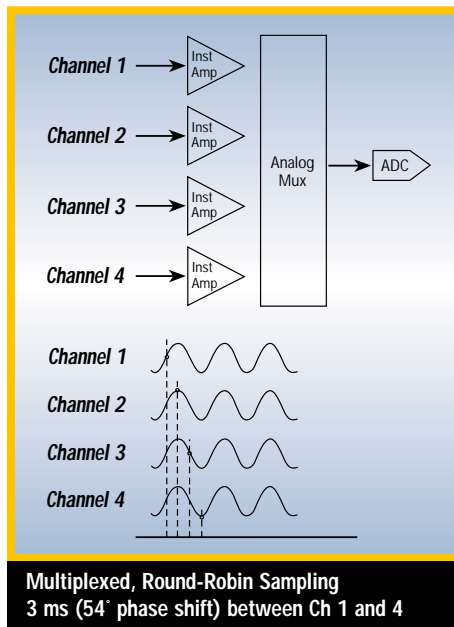 Channel 1
Inst
Amp
Channel 2
Inst
Amp
Channel 3
Inst
Amp
Channel 4
Inst
Amp
Analog
Mux
ADC
Channel 1
Channel 2
Channel 3
Channel 4
Multiplexed, Round-Robin Sampling
3 ms (54˚ phase shift) between Ch 1 and 4